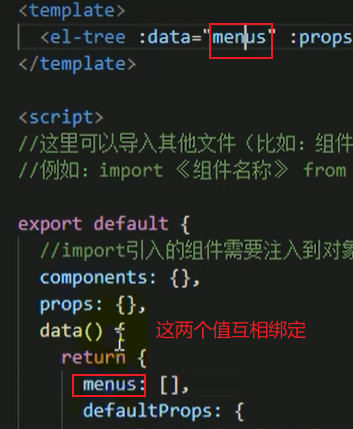 <template>
<el-tree :data="menus" :props
</template>
<script>
//这里可以导入其他文件（比如：组件
//例如：import 《组件名称》 from
export default {
//import引入的组件需要注入到对象
components: {},
props: {},
data() {
这两个值互相绑定
return {
menus: [],
defaultProps: {